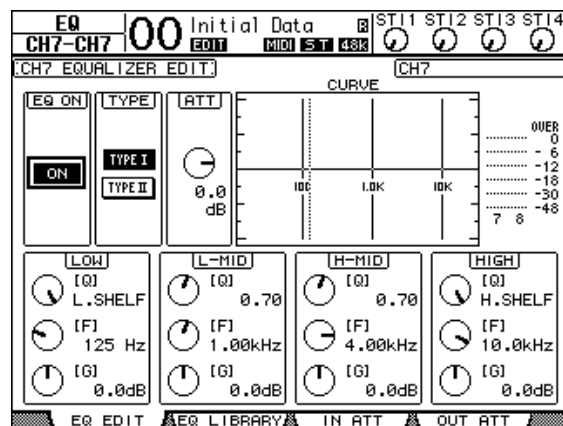 EQ
CH7-CH7
00
Initial Data
EDIT
MIDI ST 48K
STI1 STI2 STI3 STI4
CH7 EQUALIZER EDIT
CH7
CURVE
EQ ON
TYPE
ATT
ON
TYPE I
TYPE II
0.0
dB
100 1.0K 10K
OVER
0
- 6
-12
-18
-30
-48
7 8
LOW
[Q]
L.SHELF
[F]
125 Hz
[G]
0.0dB
L-MID
[Q]
0.70
[F]
1.00kHz
[G]
0.0dB
H-MID
[Q]
0.70
[F]
4.00kHz
[G]
0.0dB
HIGH
[Q]
H.SHELF
[F]
10.0kHz
[G]
0.0dB
EQ EDIT
EQ LIBRARY
IN ATT
OUT ATT